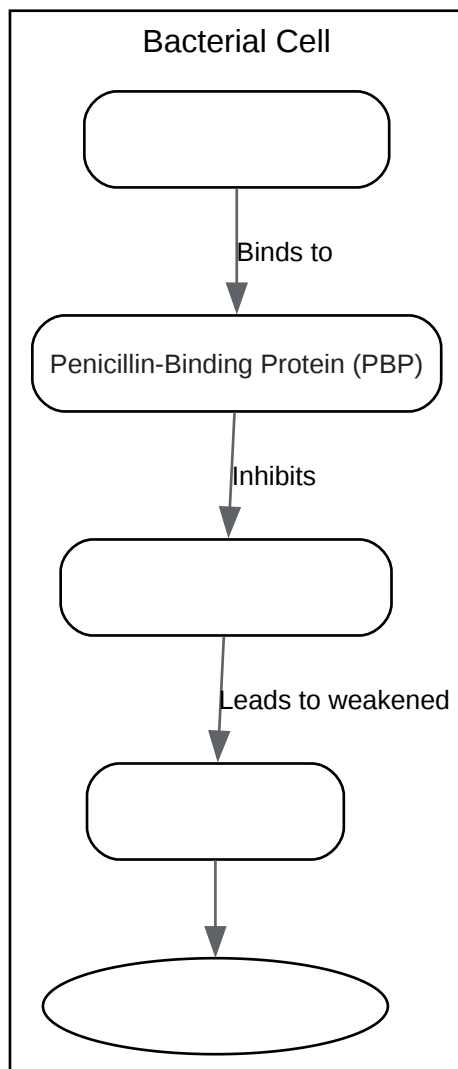 Bacterial Cell
Binds to
Penicillin-Binding Protein (PBP)
Inhibits
Leads to weakened